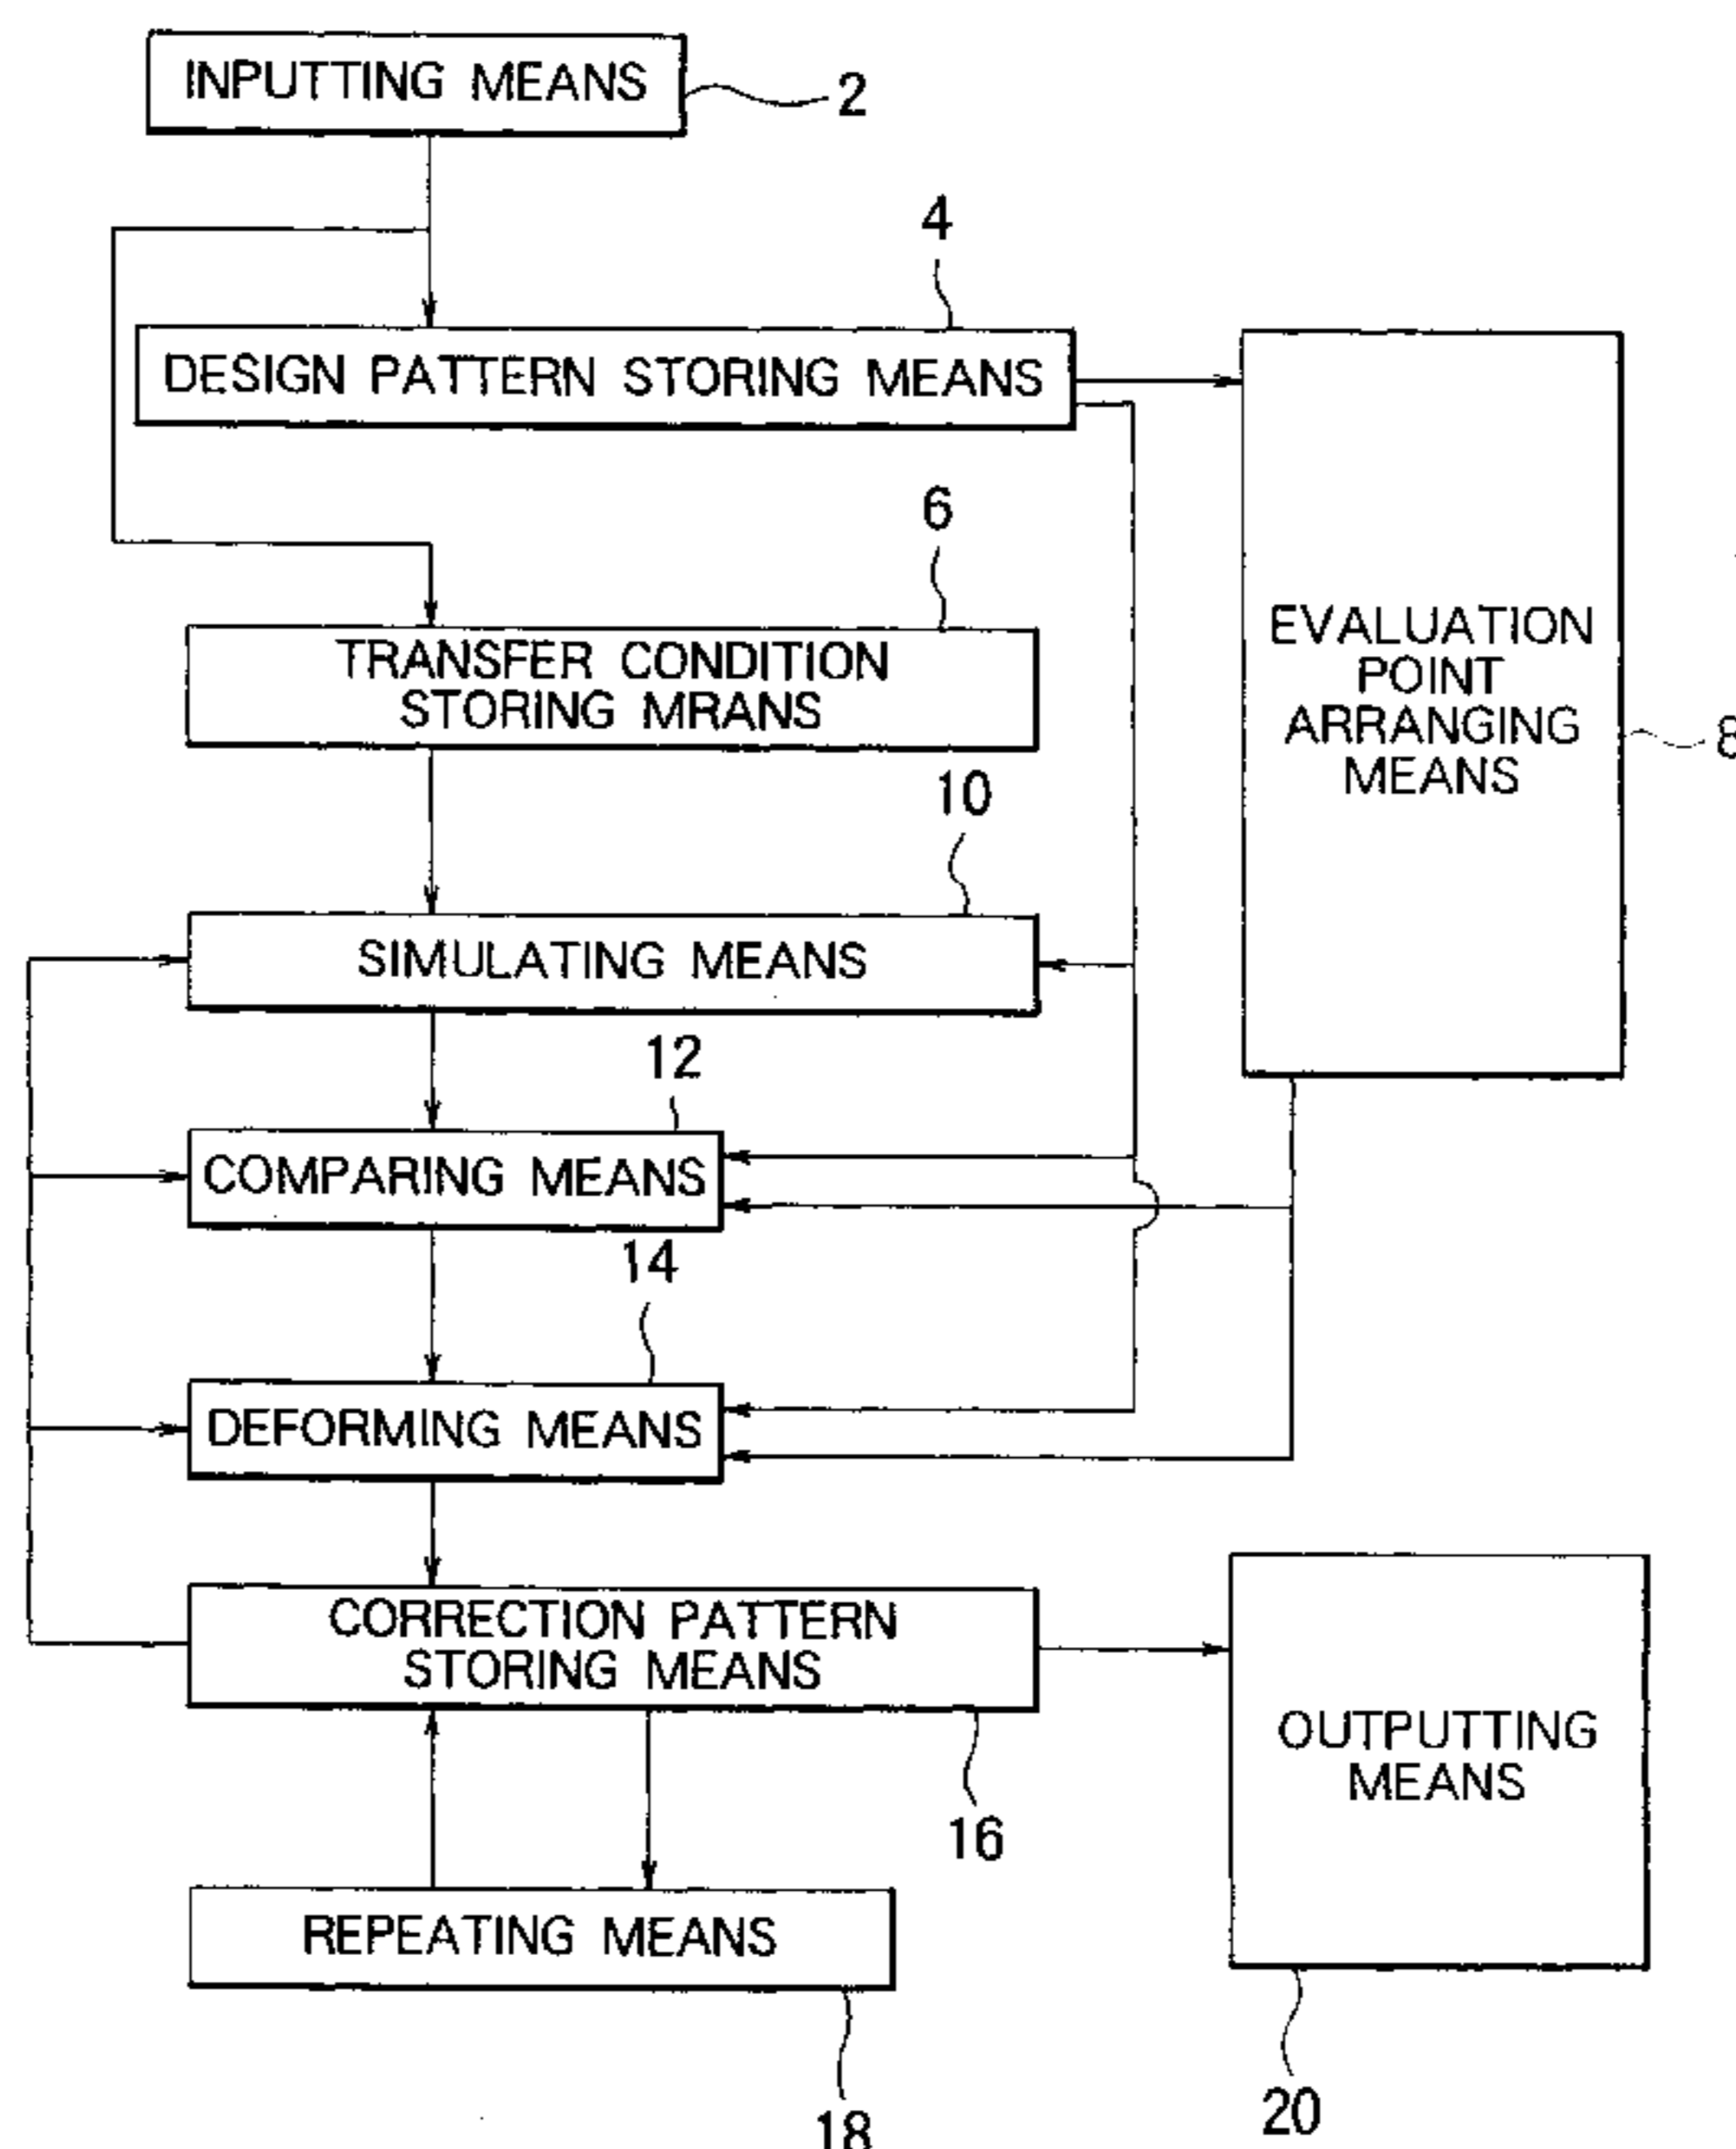 INPUTTING MEANS
2
4
DESIGN PATTERN STORING MEANS
6
TRANSFER CONDITION
STORING MRANS
EVALUATION
POINT
ARRANGING
MEANS
8
10
SIMULATING MEANS
12
COMPARING MEANS
14
DEFORMING MEANS
CORRECTION PATTERN
STORING MEANS
16
OUTPUTTING
MEANS
REPEATING MEANS
18
20